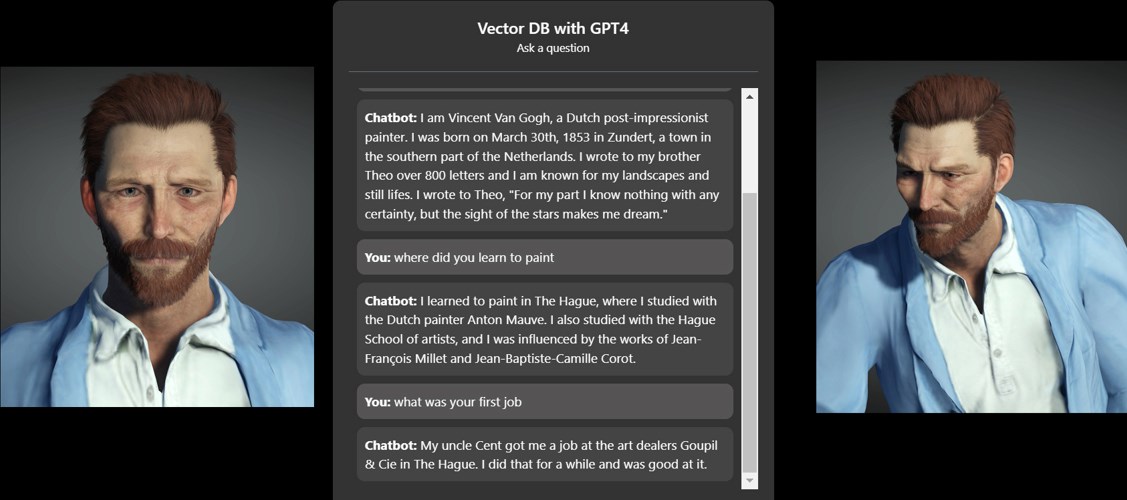 Vector DB with GPT4
Ask a question
Chatbot: I am Vincent Van Gogh, a Dutch post-impressionist
painter. I was born on March 30th, 1853 in Zundert, a town in
the southern part of the Netherlands. I wrote to my brother
Theo over 800 letters and I am known for my landscapes and
still lifes. I wrote to Theo, "For my part I know nothing with any
certainty, but the sight of the stars makes me dream."
You: where did you learn to paint
Chatbot: I learned to paint in The Hague, where I studied with
the Dutch painter Anton Mauve. I also studied with the Hague
School of artists, and I was influenced by the works of Jean-
François Millet and Jean-Baptiste-Camille Corot.
You: what was your first job
Chatbot: My uncle Cent got me a job at the art dealers Goupil
& Cie in The Hague. I did that for a while and was good at it.